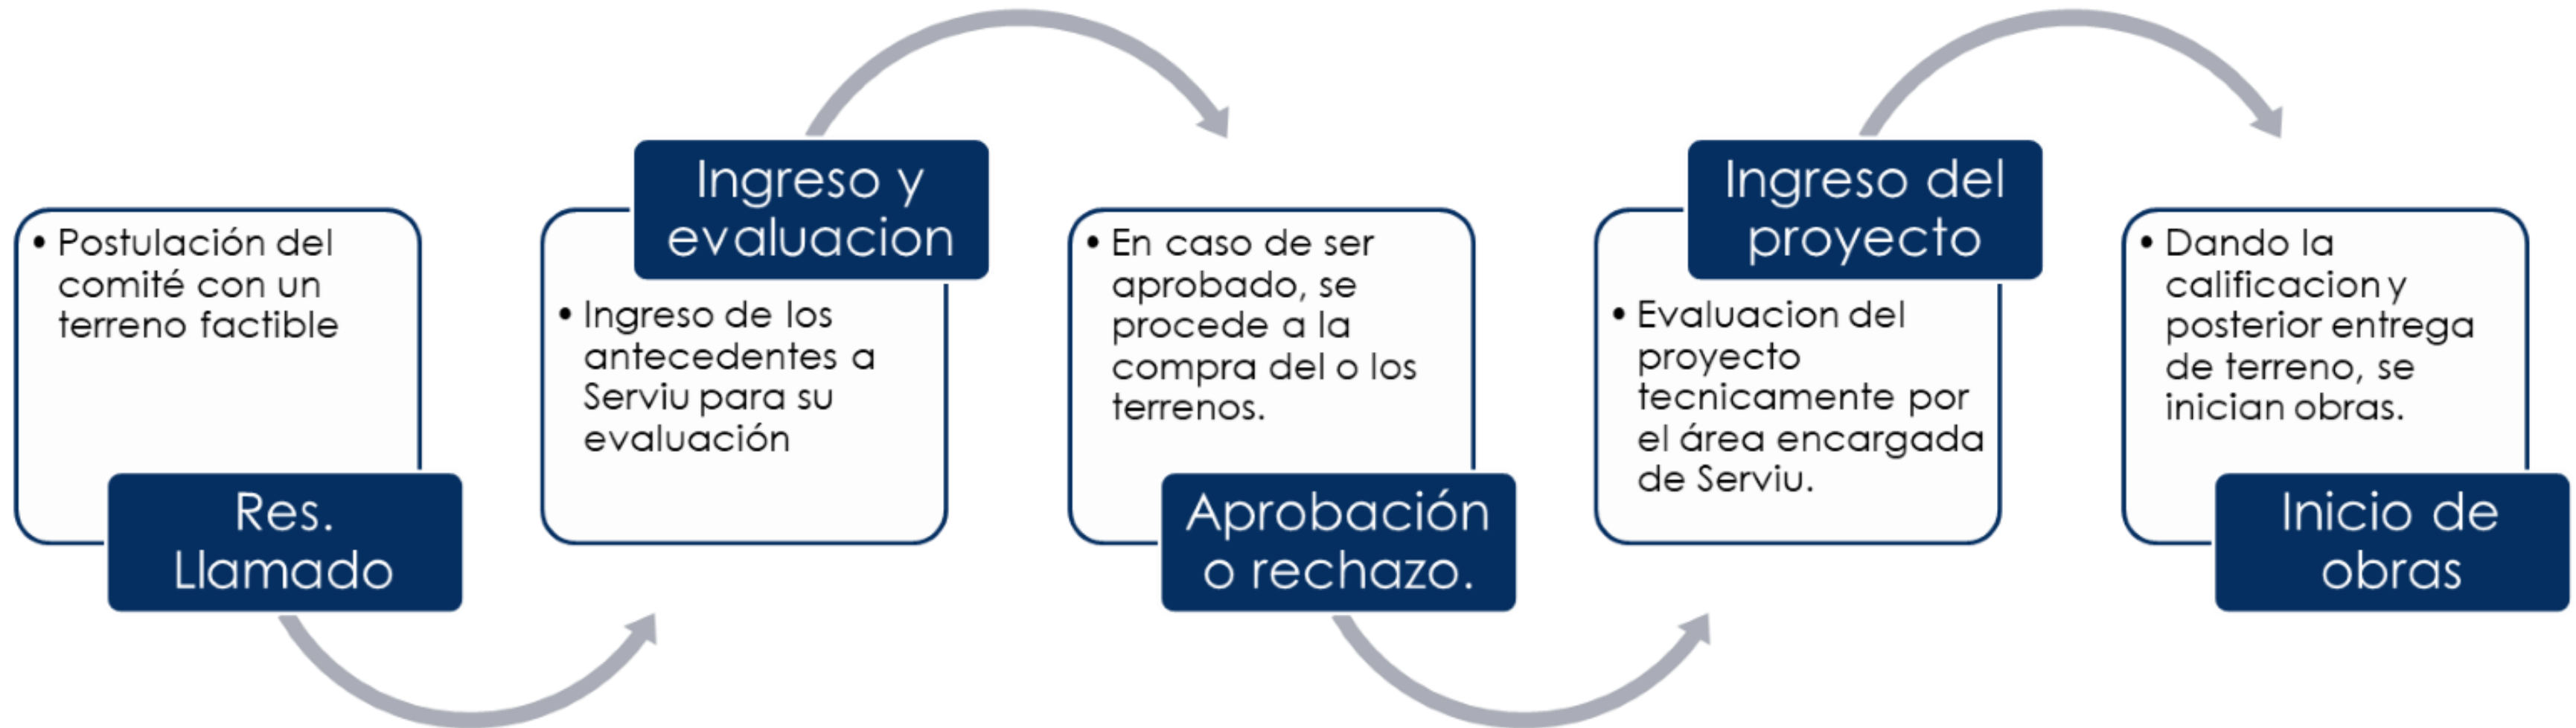 • Postulación del
comité con un
terreno factible
Res.
Llamado
Ingreso y
evaluacion
• Ingreso de los
antecedentes a
Serviu para su
evaluación
• En caso de ser
aprobado, se
procede a la
compra del o los
terrenos.
Aprobación
o rechazo.
Ingreso del
proyecto
• Evaluacion del
proyecto
tecnicamente por
el área encargada
de Serviu.
• Dando la
calificacion y
posterior entrega
de terreno, se
inician obras.
Inicio de
obras